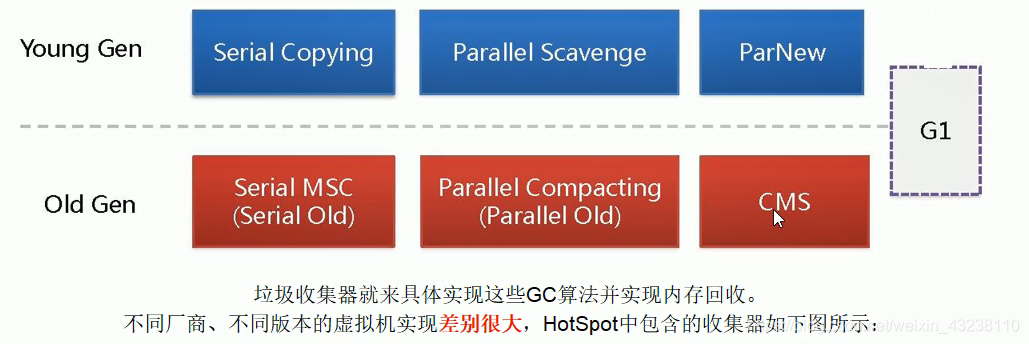 Young Gen
Serial Copying
Parallel Scavenge
ParNew
G1
Old Gen
Serial MSC
(Serial Old)
Parallel Compacting
(Parallel Old)
CMS
垃圾收集器就来具体实现这些GC算法并实现内存回收。
不同厂商、不同版本的虚拟机实现差别很大，HotSpot中包含的收集器如下图所示：
weixin_43238110